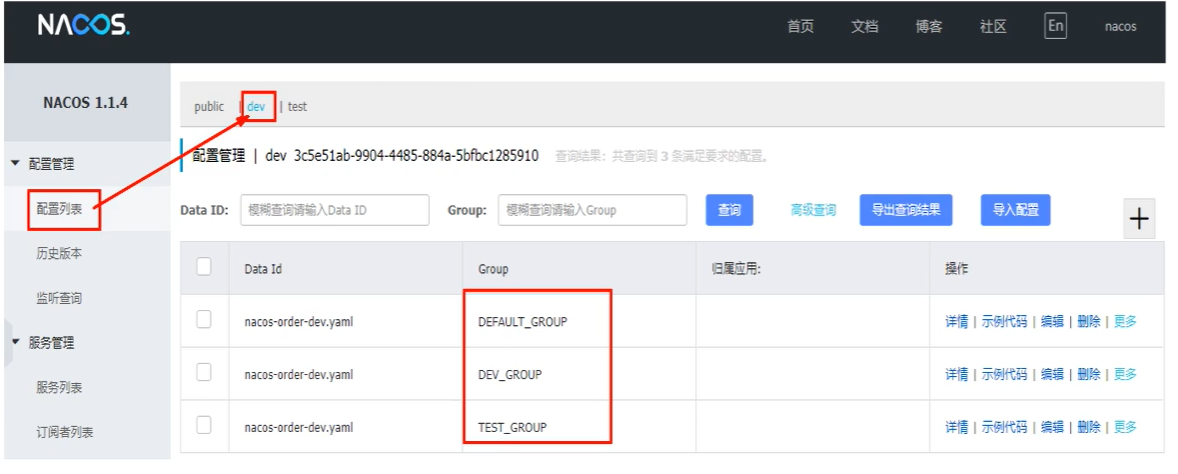 NACOS.
首页 文档 博客 社区 En nacos
NACOS 1.1.4
public | dev | test
配置管理
配置管理 | dev 3c5e51ab-9904-4485-884a-5bfbc1285910 查询结果：共查询到 3 条满足要求的配置。
配置列表
Data ID: 模糊查询请输入Data ID Group: 模糊查询请输入Group 查询 高级查询 导出查询结果 导入配置 +
历史版本
Data Id Group 归属应用: 操作
监听查询
nacos-order-dev.yaml DEFAULT_GROUP 详情 | 示例代码 | 编辑 | 删除 | 更多
服务管理
nacos-order-dev.yaml DEV_GROUP 详情 | 示例代码 | 编辑 | 删除 | 更多
服务列表
nacos-order-dev.yaml TEST_GROUP 详情 | 示例代码 | 编辑 | 删除 | 更多
订阅者列表